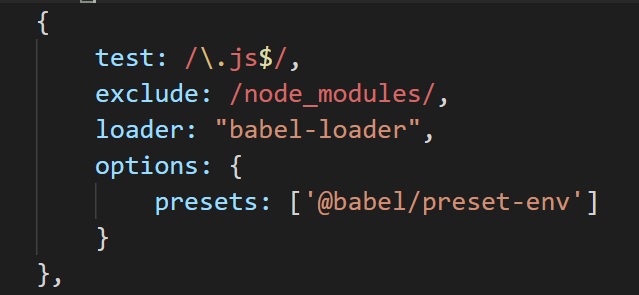 {
test: /\.js$/,
exclude: /node_modules/,
loader: "babel-loader",
options: {
presets: ['@babel/preset-env']
}
},